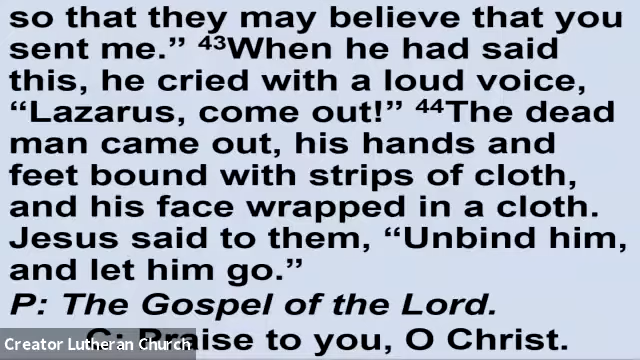 so that they may believe that you
sent me.” ⁴³When he had said
this, he cried with a loud voice,
“Lazarus, come out!” ⁴⁴The dead
man came out, his hands and
feet bound with strips of cloth,
and his face wrapped in a cloth.
Jesus said to them, “Unbind him,
and let him go.”
P: The Gospel of the Lord.
C: Praise to you, O Christ.
Creator Lutheran Church